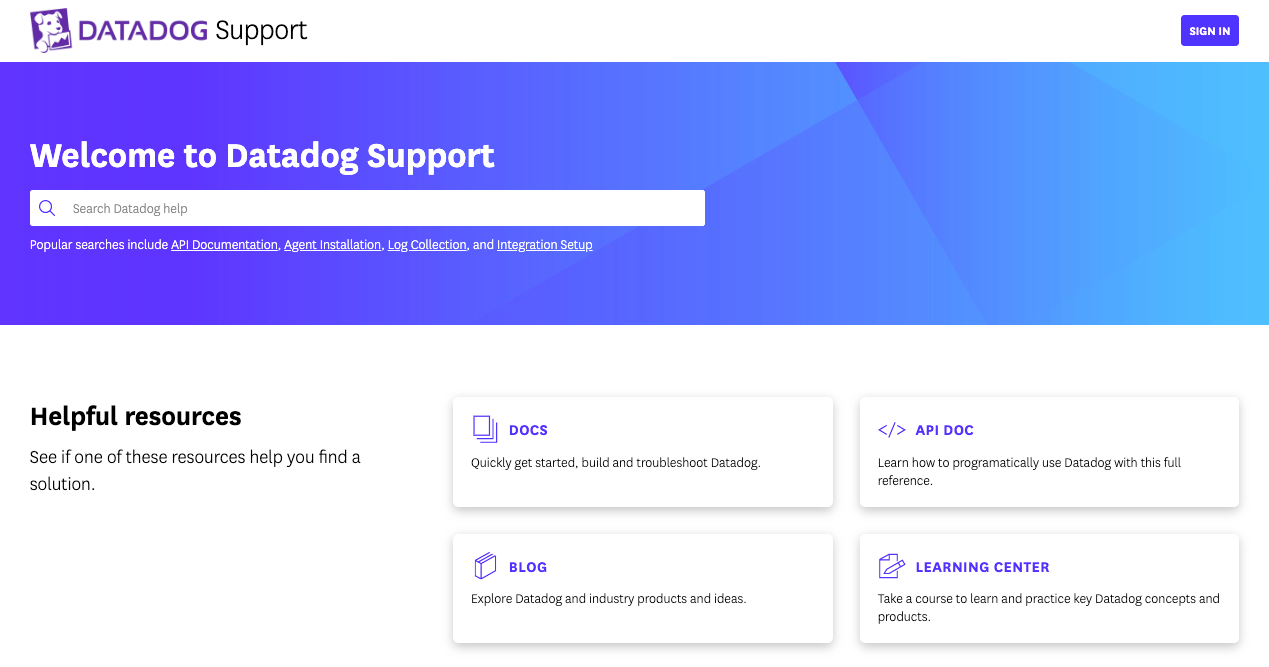 DATADOG Support
SIGN IN
Welcome to Datadog Support
Search Datadog help
Popular searches include API Documentation, Agent Installation, Log Collection, and Integration Setup
Helpful resources
See if one of these resources help you find a
solution.
DOCS
Quickly get started, build and troubleshoot Datadog.
</> API DOC
Learn how to programatically use Datadog with this full
reference.
BLOG
Explore Datadog and industry products and ideas.
LEARNING CENTER
Take a course to learn and practice key Datadog concepts and
products.